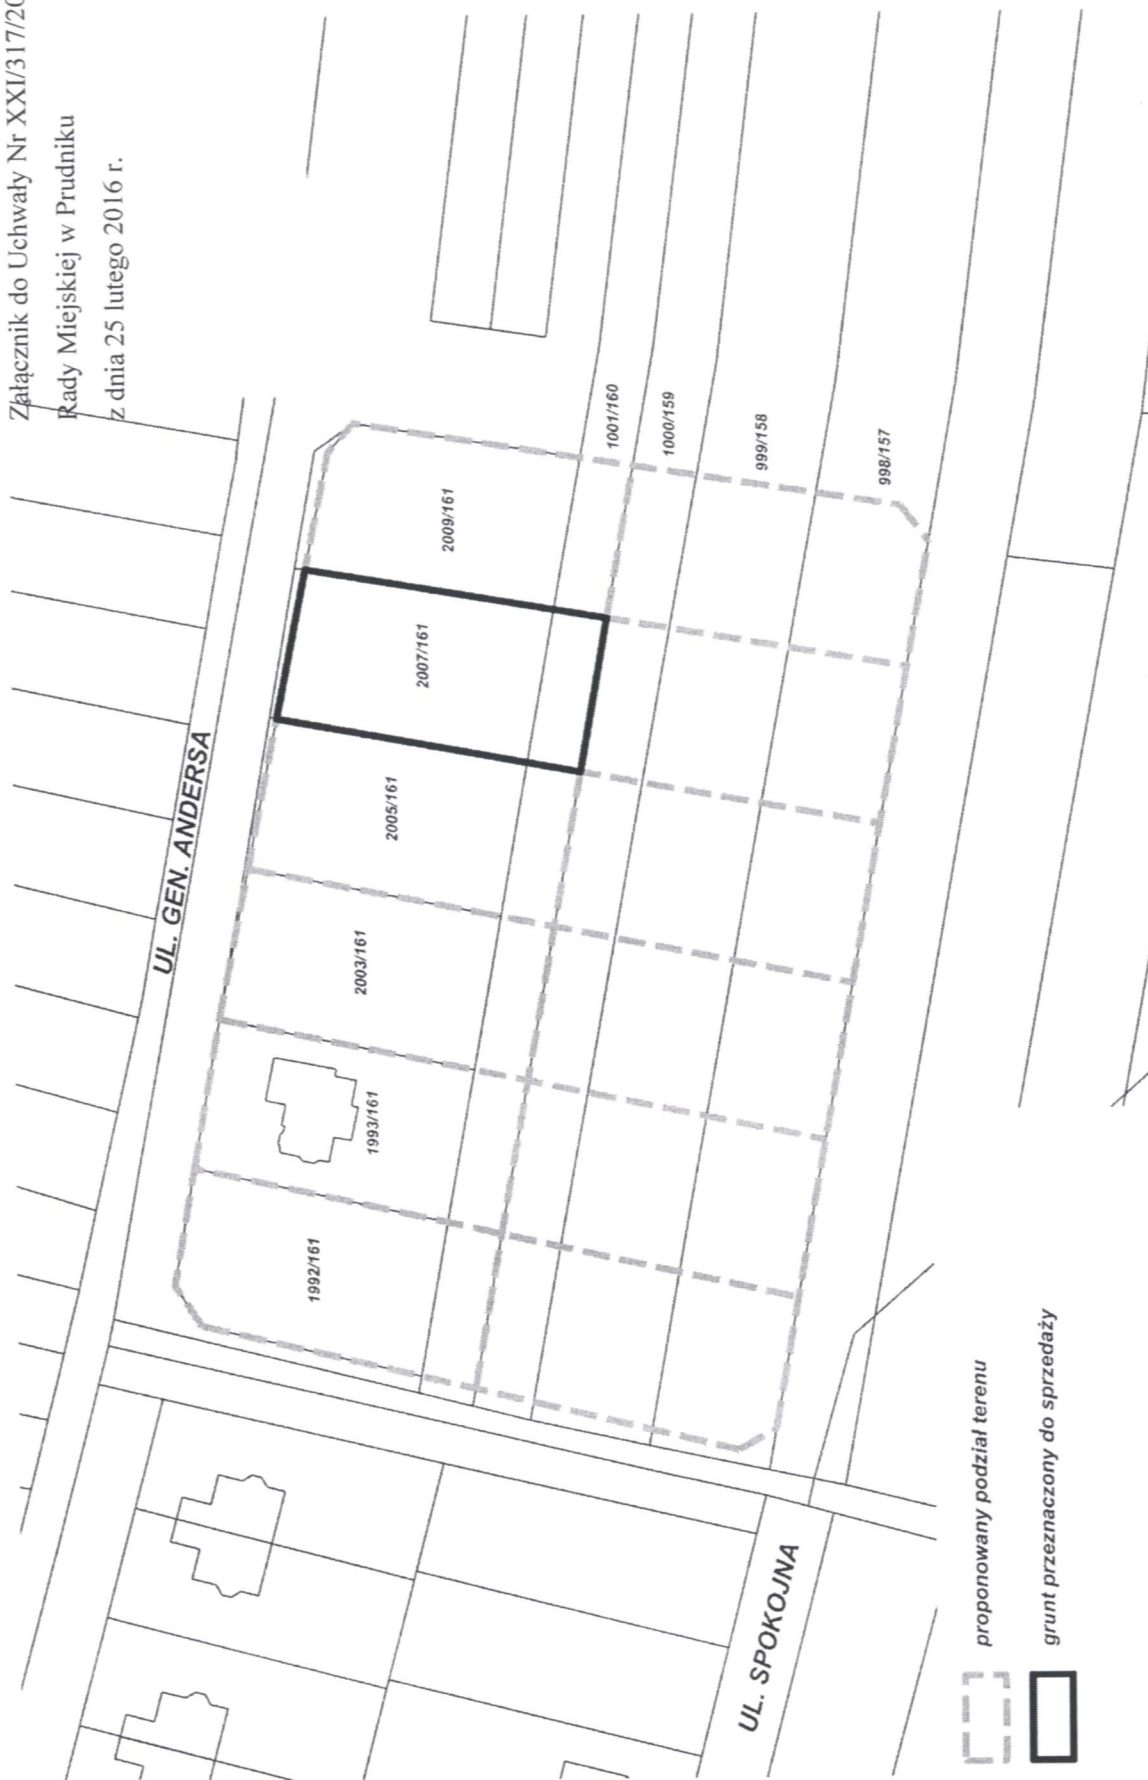 Załącznik do Uchwały Nr XXI/317/20
Rady Miejskiej w Prudniku
z dnia 25 lutego 2016 r.
UL. GEN. ANDERSA
1992/161
1993/161
2003/161
2005/161
2007/161
2009/161
1001/160
1000/159
999/158
998/157
UL. SPOKOJNA
proponowany podział terenu
grunt przeznaczony do sprzedaży